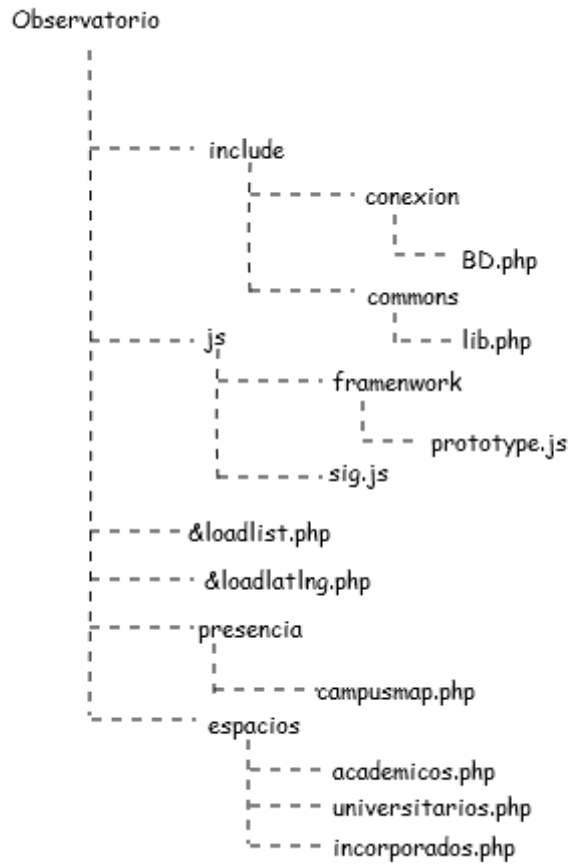 Observatorio
include
conexion
BD.php
commons
lib.php
js
framenwork
prototype.js
sig.js
&loadlist.php
&loadlatlng.php
presencia
campusmap.php
espacios
academicos.php
universitarios.php
incorporados.php